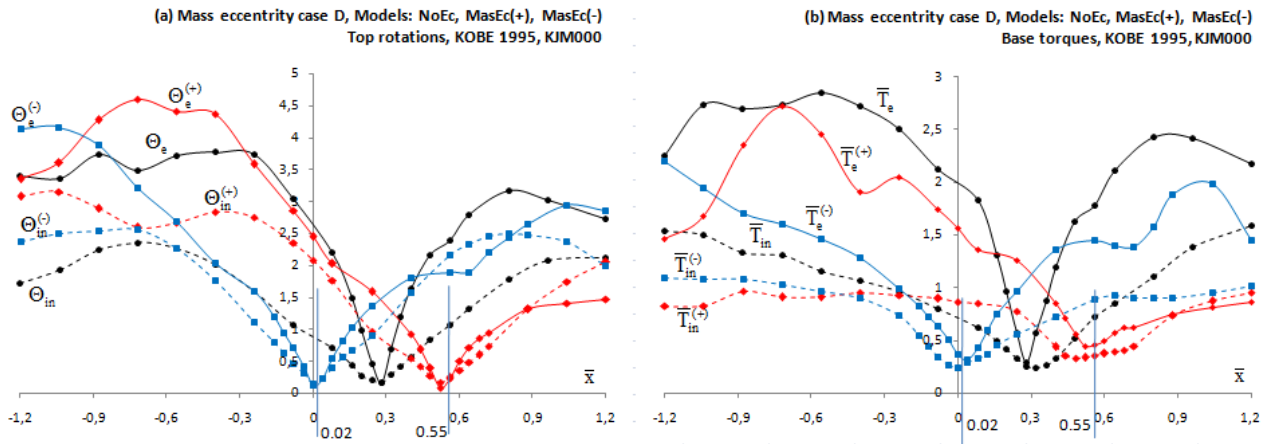 (a) Mass eccentrity case D, Models: NoEc, MasEc(+), MasEc(-)
Top rotations, KOBE 1995, KJM000
5
4,5
4
3,5
3
2,5
2
1,5
1
0,5
0
Θe(-)
Θe(+)
Θe
Θin(+)
Θin(-)
Θin
x̅
-1,2 -0,9 -0,6 -0,3 0 0,3 0,6 0,9 1,2
0.02 0.55
(b) Mass eccentrity case D, Models: NoEc, MasEc(+), MasEc(-)
Base torques, KOBE 1995, KJM000
3
2,5
2
1,5
1
0,5
0
T̅e
T̅e(+)
T̅e(-)
T̅in
T̅in(-)
T̅in(+)
x̅
-1,2 -0,9 -0,6 -0,3 0 0,3 0,6 0,9 1,2
0.02 0.55